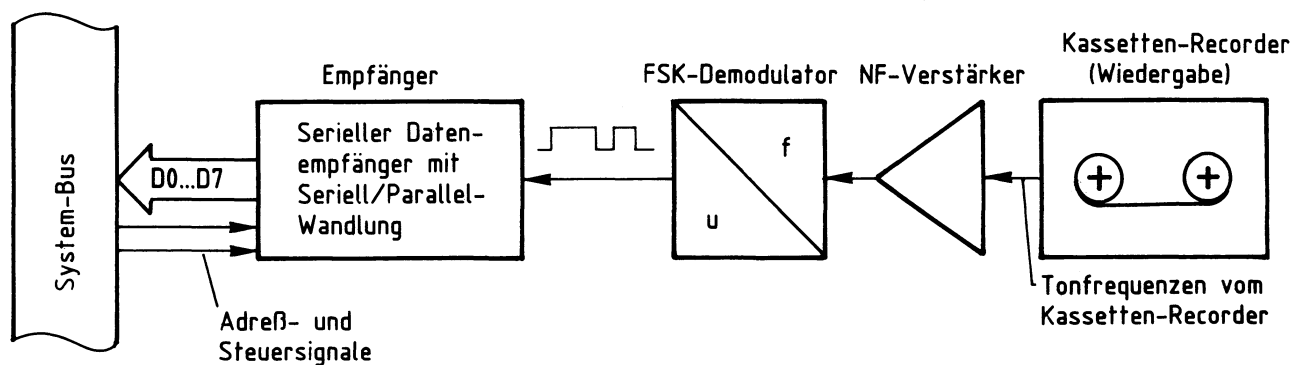 Kassetten-Recorder
(Wiedergabe)
Empfänger
FSK-Demodulator
NF-Verstärker
Serieller Daten-
empfänger mit
Seriell/Parallel-
Wandlung
f
u
D0...D7
System-Bus
Adreß- und
Steuersignale
Tonfrequenzen vom
Kassetten-Recorder